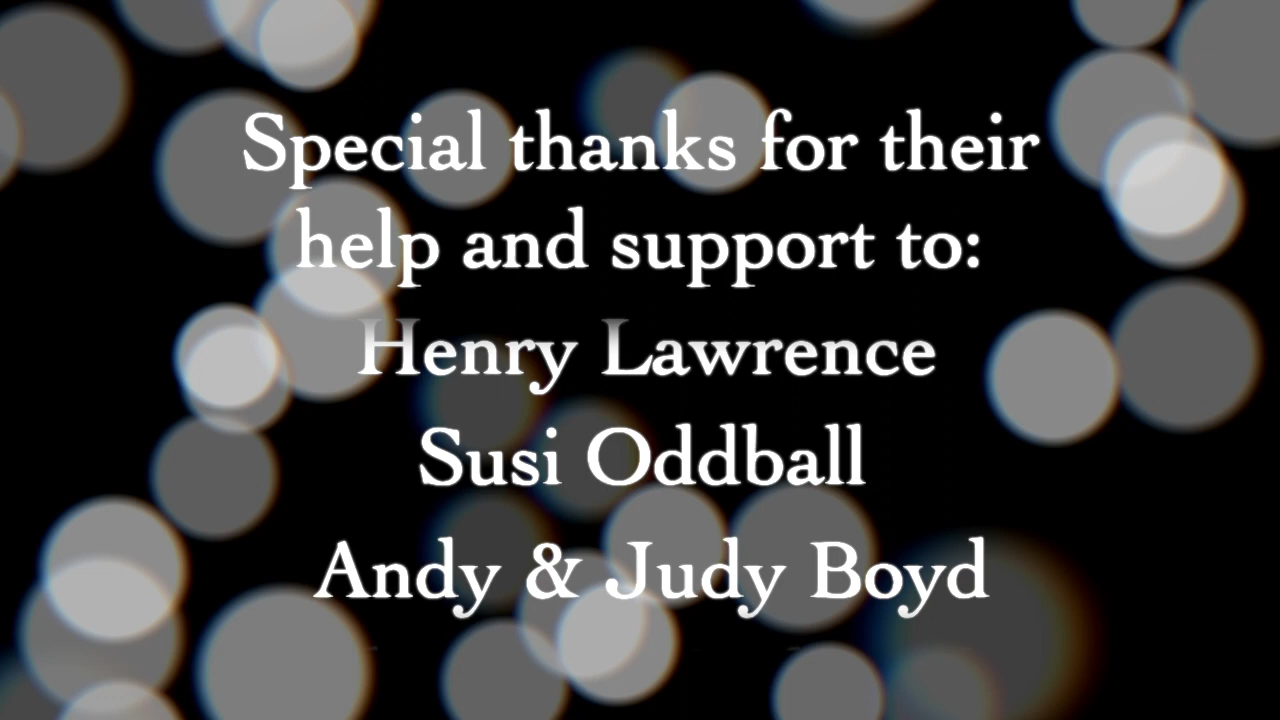 Special thanks for their
help and support to:
Henry Lawrence
Susi Oddball
Andy & Judy Boyd